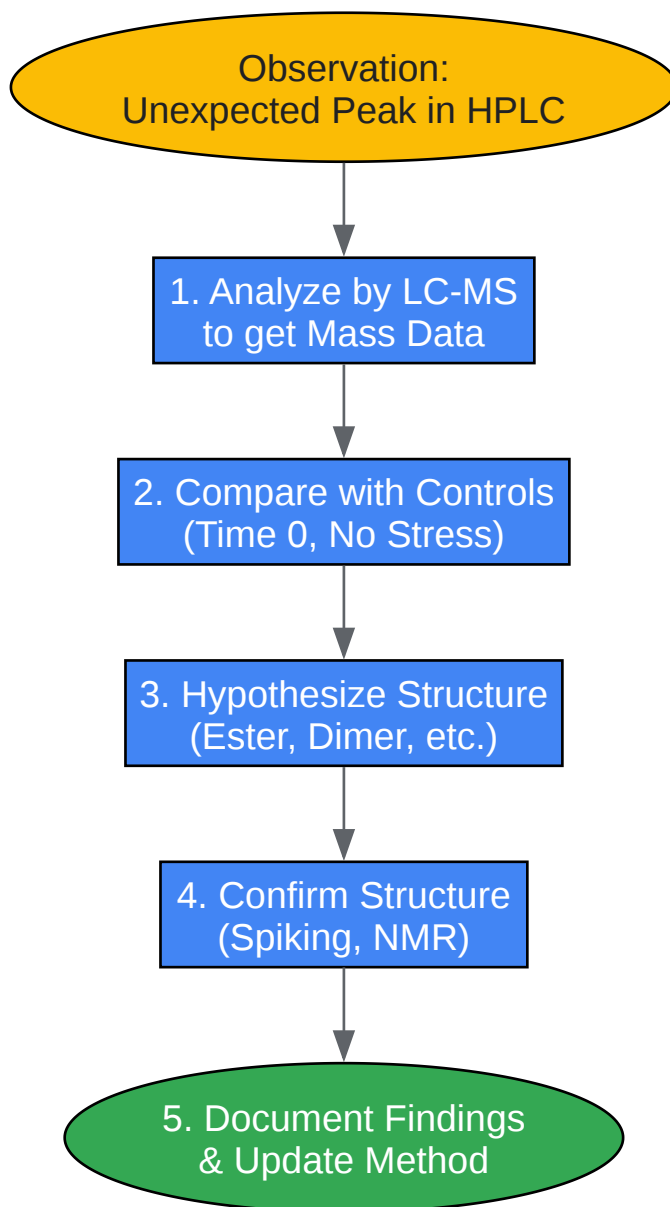 Observation:
Unexpected Peak in HPLC
1. Analyze by LC-MS
to get Mass Data
2. Compare with Controls
(Time 0, No Stress)
3. Hypothesize Structure
(Ester, Dimer, etc.)
4. Confirm Structure
(Spiking, NMR)
5. Document Findings
& Update Method